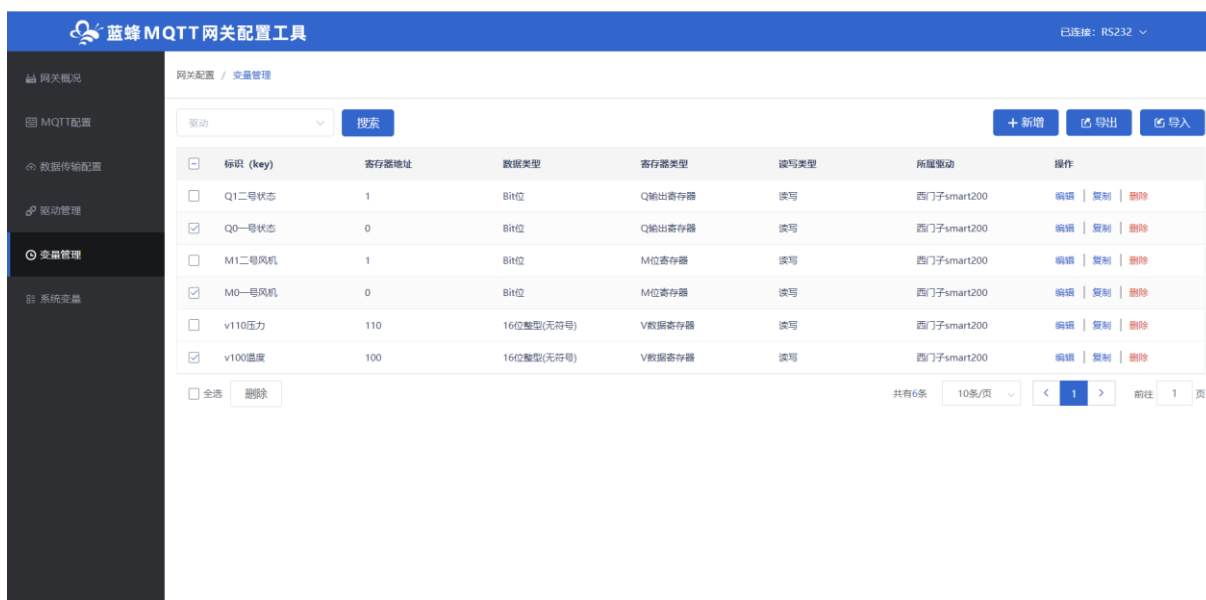 蓝蜂MQTT网关配置工具
已连接：RS232
网关概况
MQTT配置
数据传输配置
驱动管理
变量管理
系统变量
网关配置 / 变量管理
驱动 搜索 新增 导出 导入
标识（key） 寄存器地址 数据类型 寄存器类型 读写类型 所属驱动 操作
Q1二号状态 1 Bit位 Q输出寄存器 读写 西门子smart200 编辑 复制 删除
Q0一号状态 0 Bit位 Q输出寄存器 读写 西门子smart200 编辑 复制 删除
M1二号风机 1 Bit位 M位寄存器 读写 西门子smart200 编辑 复制 删除
M0一号风机 0 Bit位 M位寄存器 读写 西门子smart200 编辑 复制 删除
v110压力 110 16位整型(无符号) V数据寄存器 读写 西门子smart200 编辑 复制 删除
v100温度 100 16位整型(无符号) V数据寄存器 读写 西门子smart200 编辑 复制 删除
全选 删除 共有6条 10条/页 1 前往 1 页